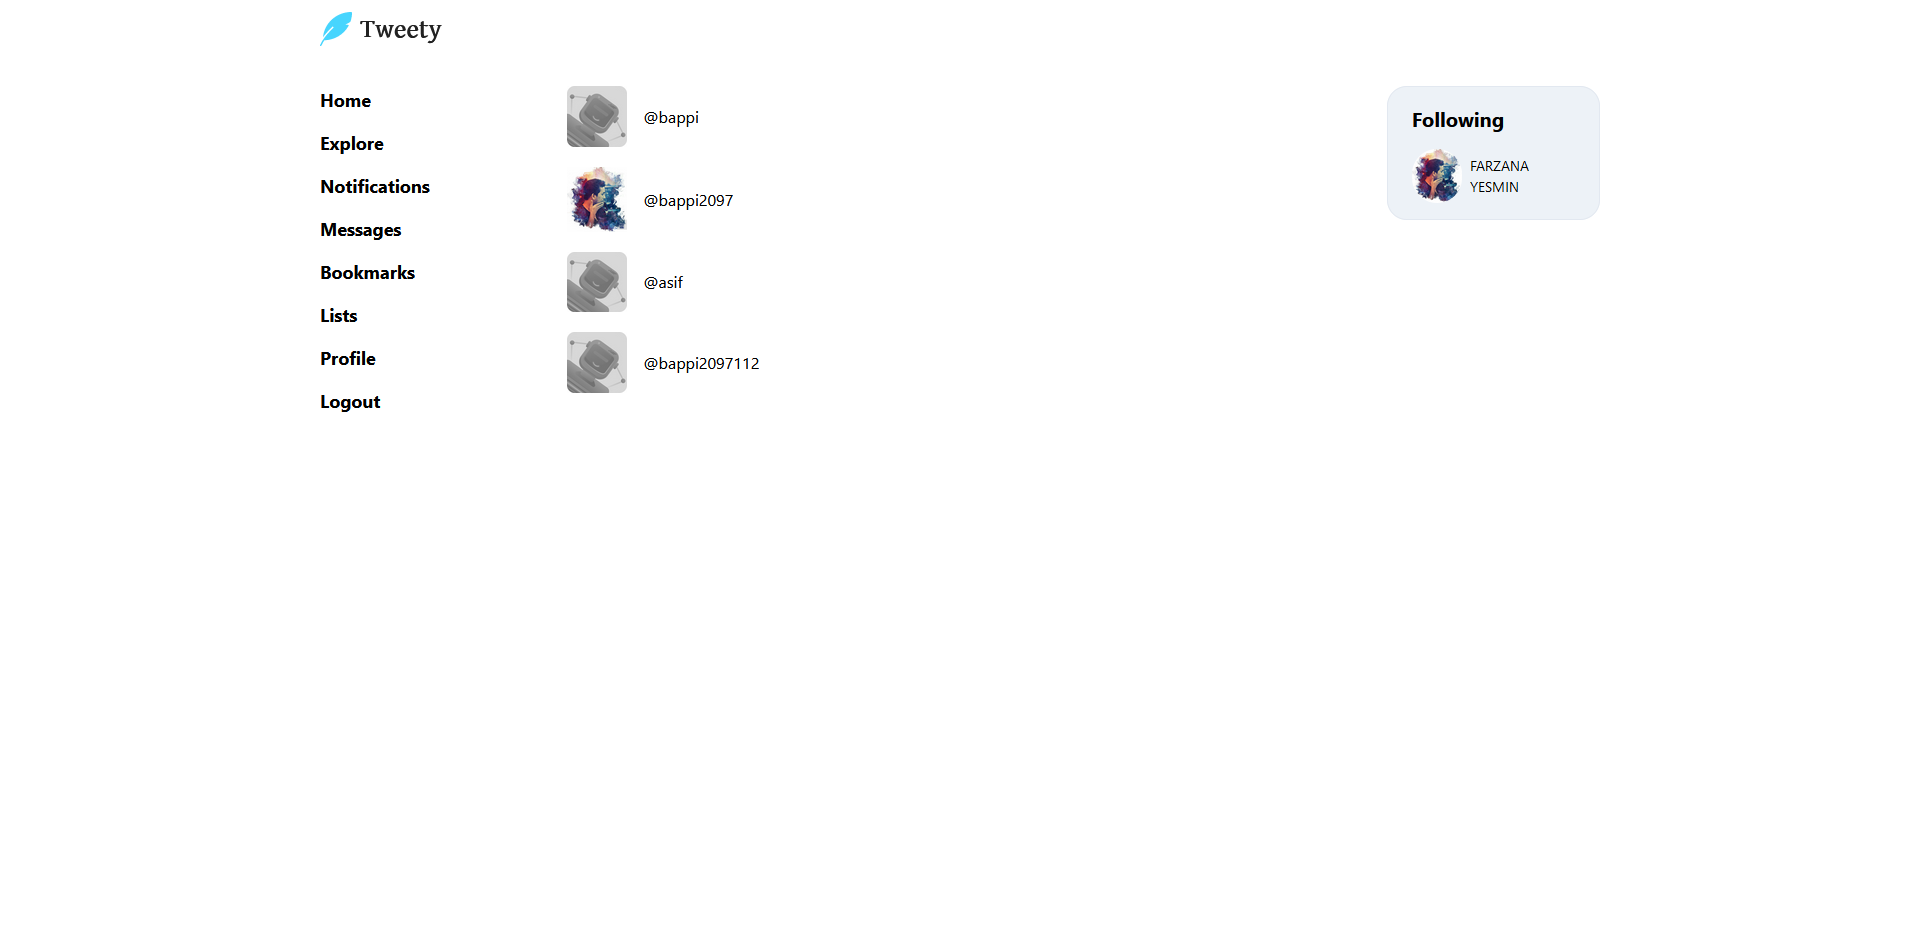 Tweety
Home
Explore
Notifications
Messages
Bookmarks
Lists
Profile
Logout
@bappi
@bappi2097
@asif
@bappi2097112
Following
FARZANA
YESMIN